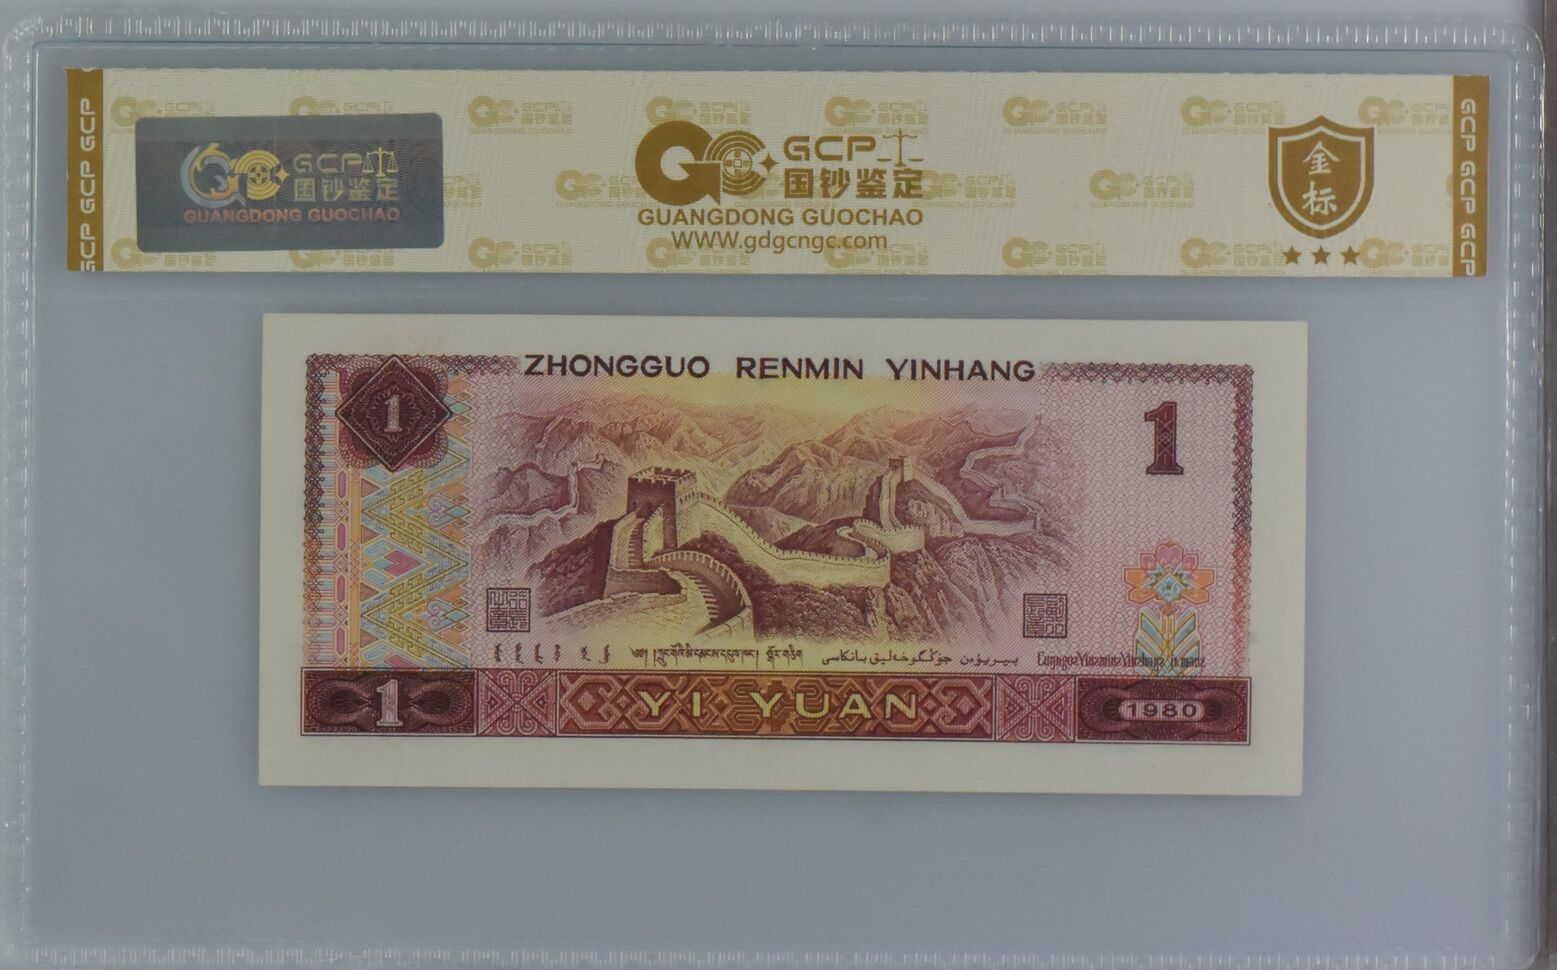 GCP GCP GCP
GCP
国钞鉴定
GUANGDONG GUOCHAO
GCP
国钞鉴定
GUANGDONG GUOCHAO
WWW.gdgcngc.com
金
标
GCP GCP GCP
ZHONGGUO RENMIN YINHANG
1
1
YI YUAN
1
1980